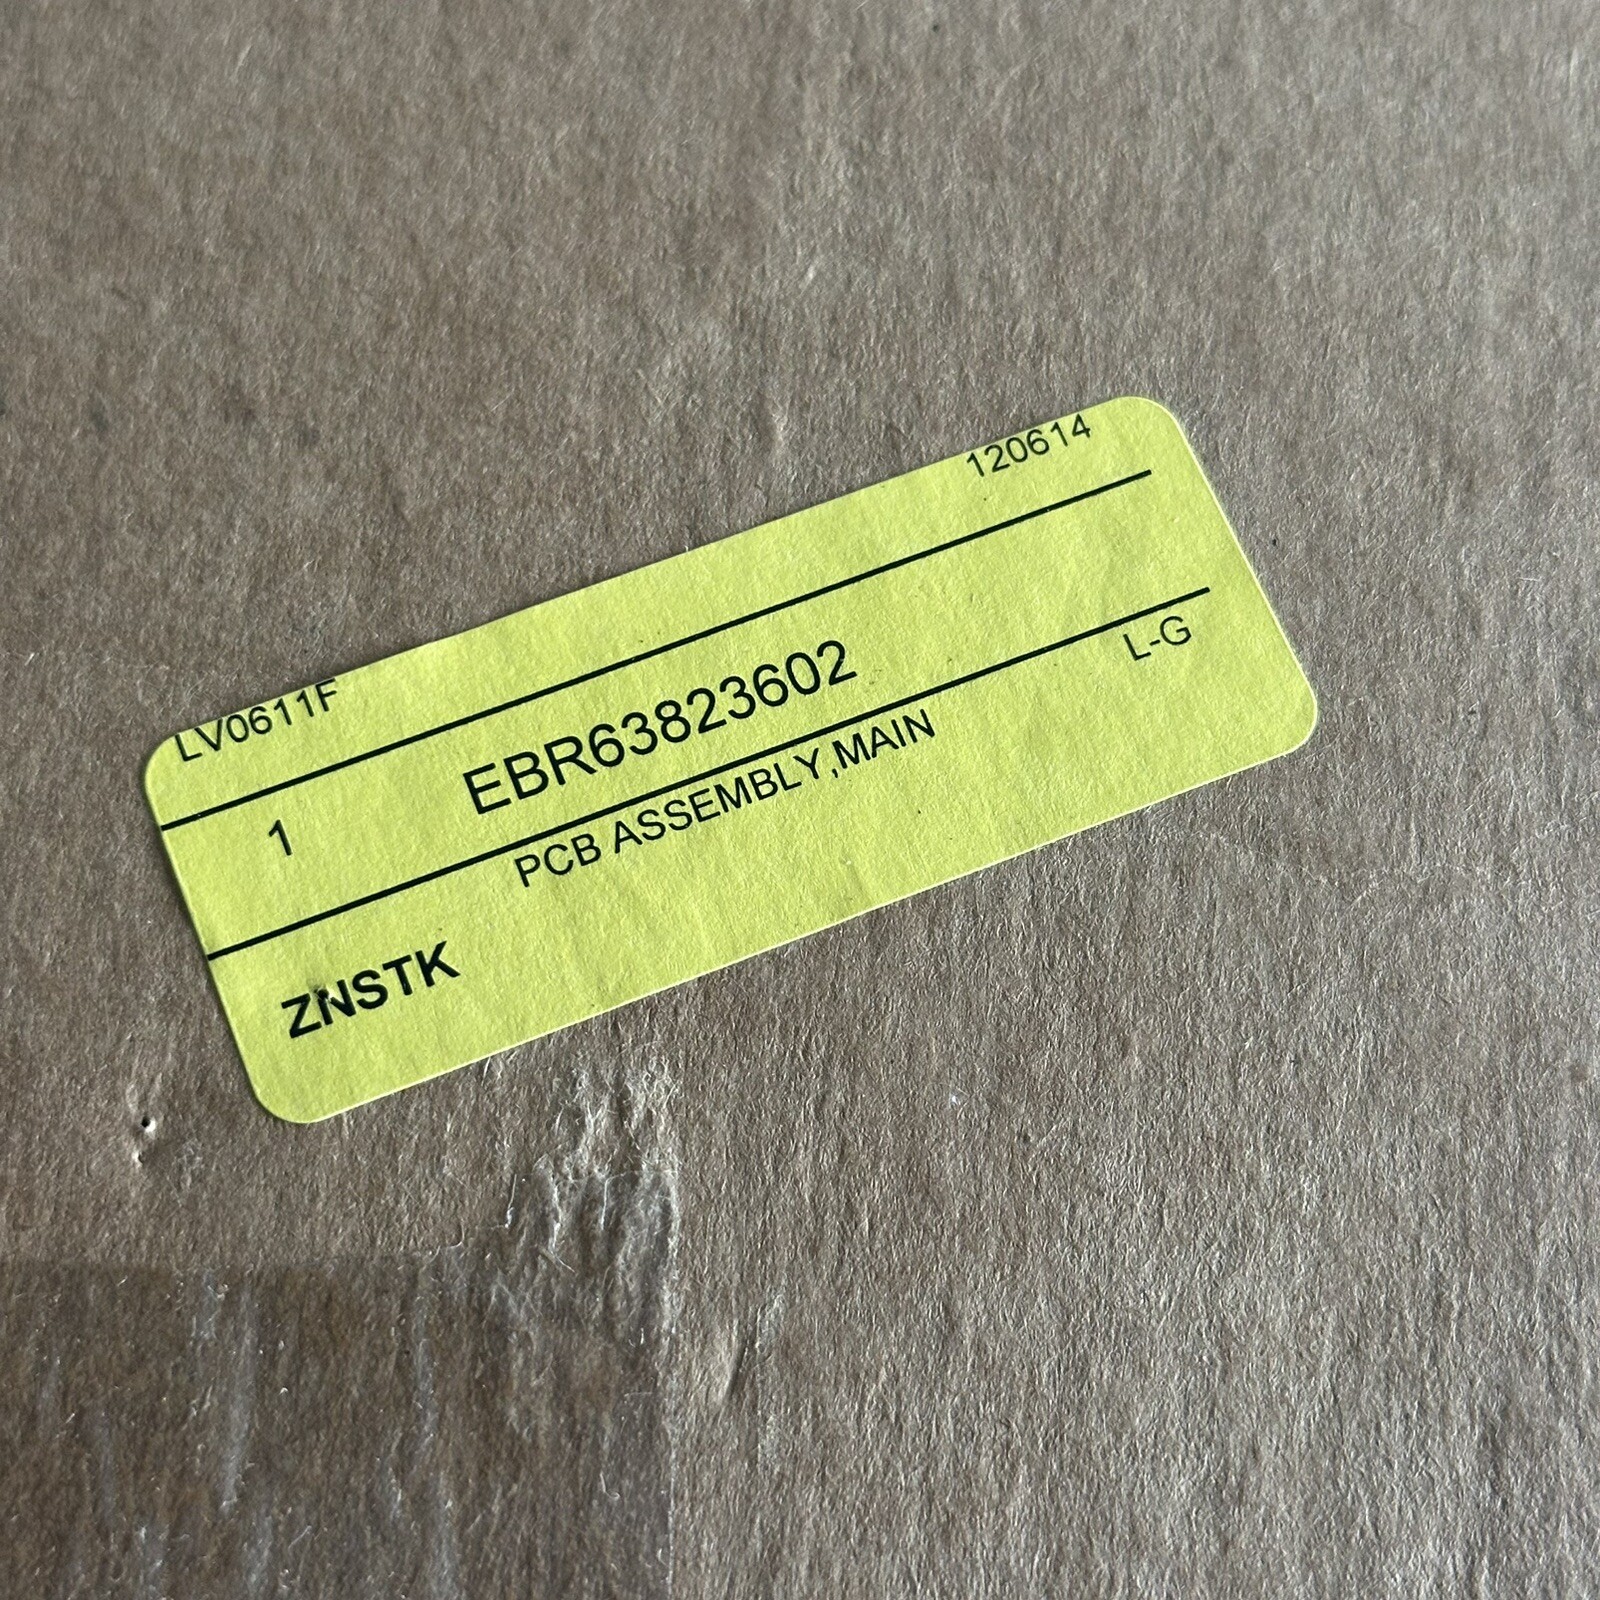 LV0611F 120614
1 EBR63823602
PCB ASSEMBLY,MAIN L-G
ZNSTK